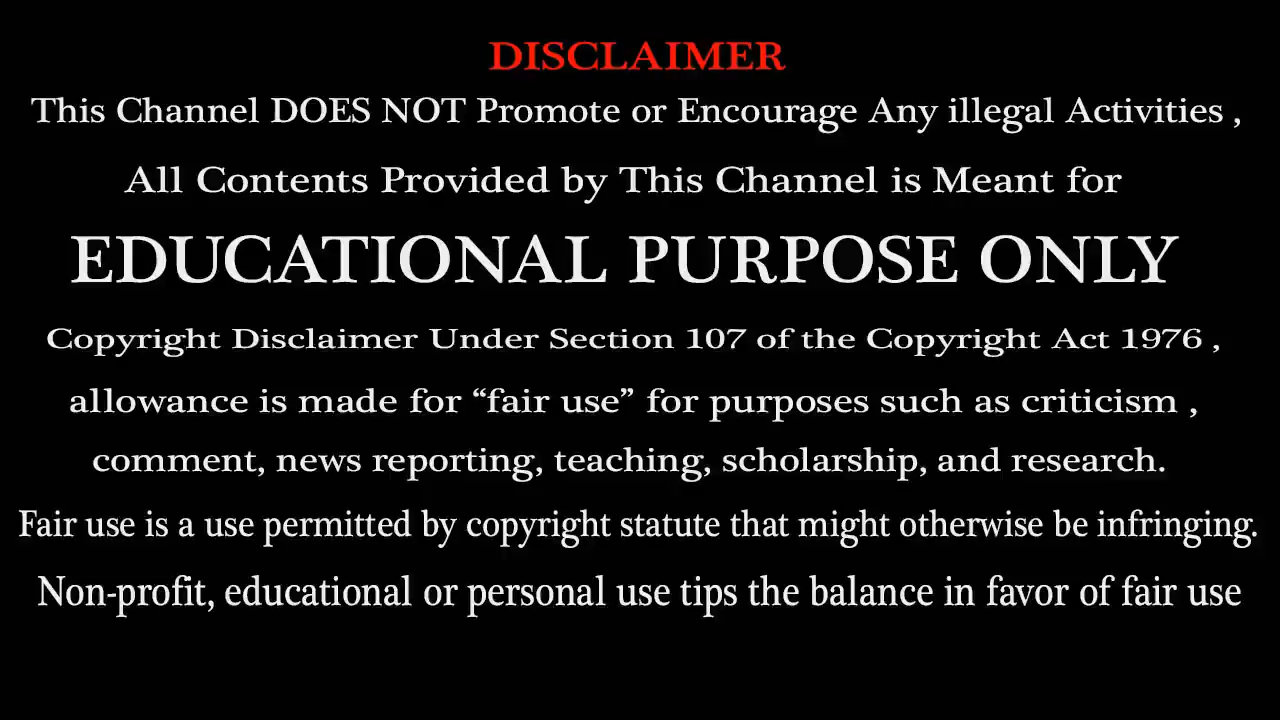 DISCLAIMER
This Channel DOES NOT Promote or Encourage Any illegal Activities ,
All Contents Provided by This Channel is Meant for
EDUCATIONAL PURPOSE ONLY
Copyright Disclaimer Under Section 107 of the Copyright Act 1976 ,
allowance is made for “fair use” for purposes such as criticism ,
comment, news reporting, teaching, scholarship, and research.
Fair use is a use permitted by copyright statute that might otherwise be infringing.
Non-profit, educational or personal use tips the balance in favor of fair use